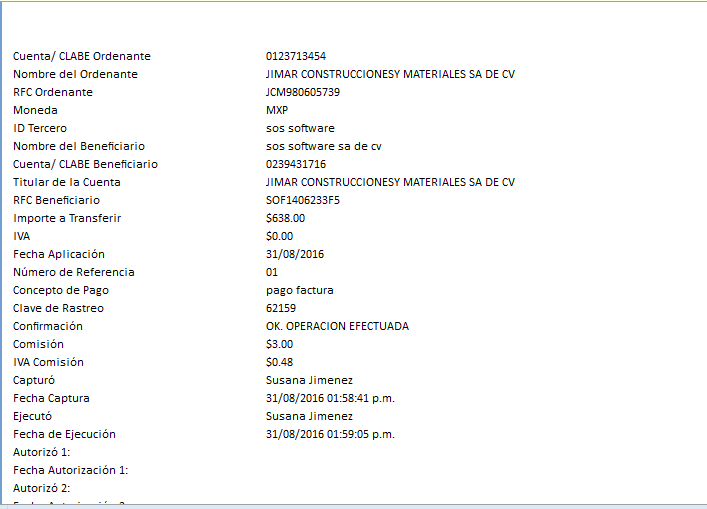 Cuenta/ CLABE Ordenante 0123713454
Nombre del Ordenante JIMAR CONSTRUCCIONESY MATERIALES SA DE CV
RFC Ordenante JCM980605739
Moneda MXP
ID Tercero sos software
Nombre del Beneficiario sos software sa de cv
Cuenta/ CLABE Beneficiario 0239431716
Titular de la Cuenta JIMAR CONSTRUCCIONESY MATERIALES SA DE CV
RFC Beneficiario SOF1406233F5
Importe a Transferir $638.00
IVA $0.00
Fecha Aplicación 31/08/2016
Número de Referencia 01
Concepto de Pago pago factura
Clave de Rastreo 62159
Confirmación OK. OPERACION EFECTUADA
Comisión $3.00
IVA Comisión $0.48
Capturó Susana Jimenez
Fecha Captura 31/08/2016 01:58:41 p.m.
Ejecutó Susana Jimenez
Fecha de Ejecución 31/08/2016 01:59:05 p.m.
Autorizó 1:
Fecha Autorización 1:
Autorizó 2: